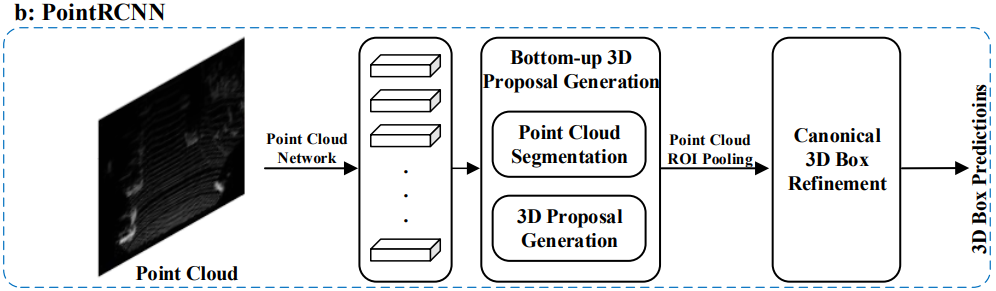 b: PointRCNN
Point Cloud
Point Cloud
Network
Bottom-up 3D
Proposal Generation
Point Cloud
Segmentation
3D Proposal
Generation
Point Cloud
ROI Pooling
Canonical
3D Box
Refinement
3D Box Predictioins